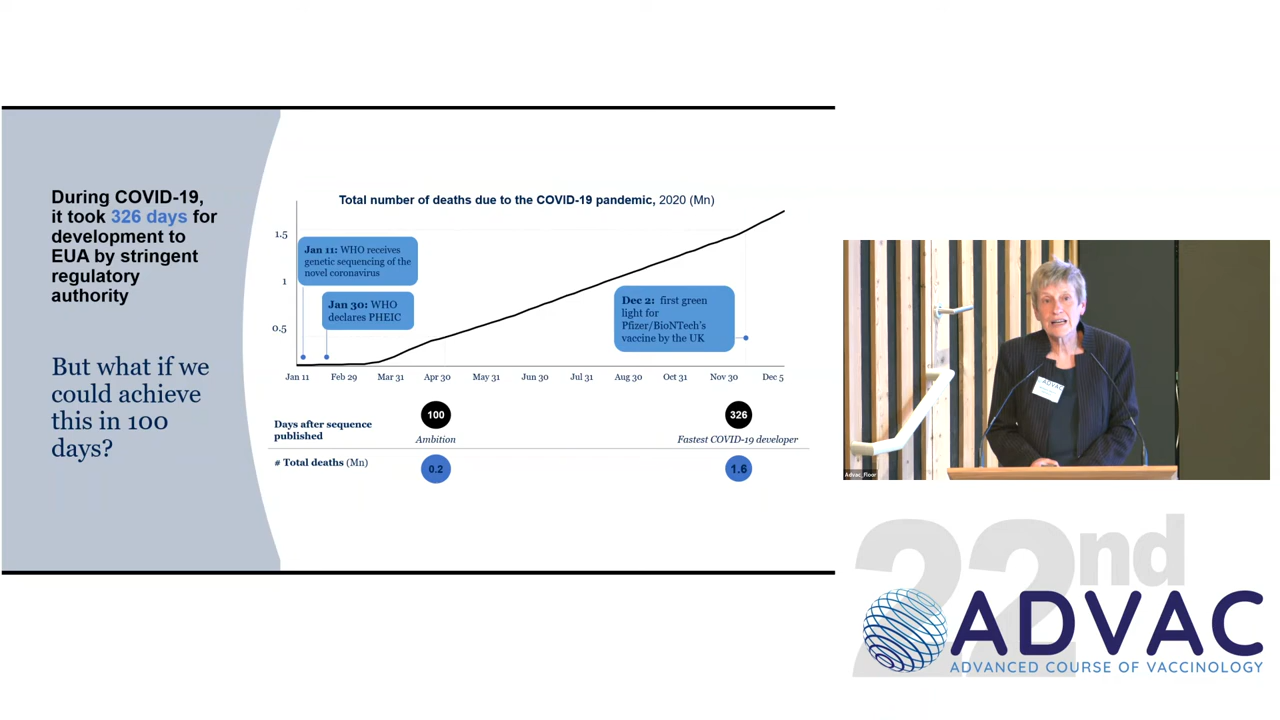 During COVID-19,
it took 326 days for
development to
EUA by stringent
regulatory
authority
But what if we
could achieve
this in 100
days?
Total number of deaths due to the COVID-19 pandemic, 2020 (Mn)
1.5
1
0.5
Jan 11: WHO receives
genetic sequencing of the
novel coronavirus
Jan 30: WHO
declares PHEIC
Dec 2: first green
light for
Pfizer/BioNTech's
vaccine by the UK
Jan 11 Feb 29 Mar 31 Apr 30 May 31 Jun 30 Jul 31 Aug 30 Oct 31 Nov 30 Dec 5
Days after sequence
published
100
Ambition
326
Fastest COVID-19 developer
# Total deaths (Mn)
0.2
1.6
ADVAC
Advac_Floor
22nd
ADVAC
ADVANCED COURSE OF VACCINOLOGY